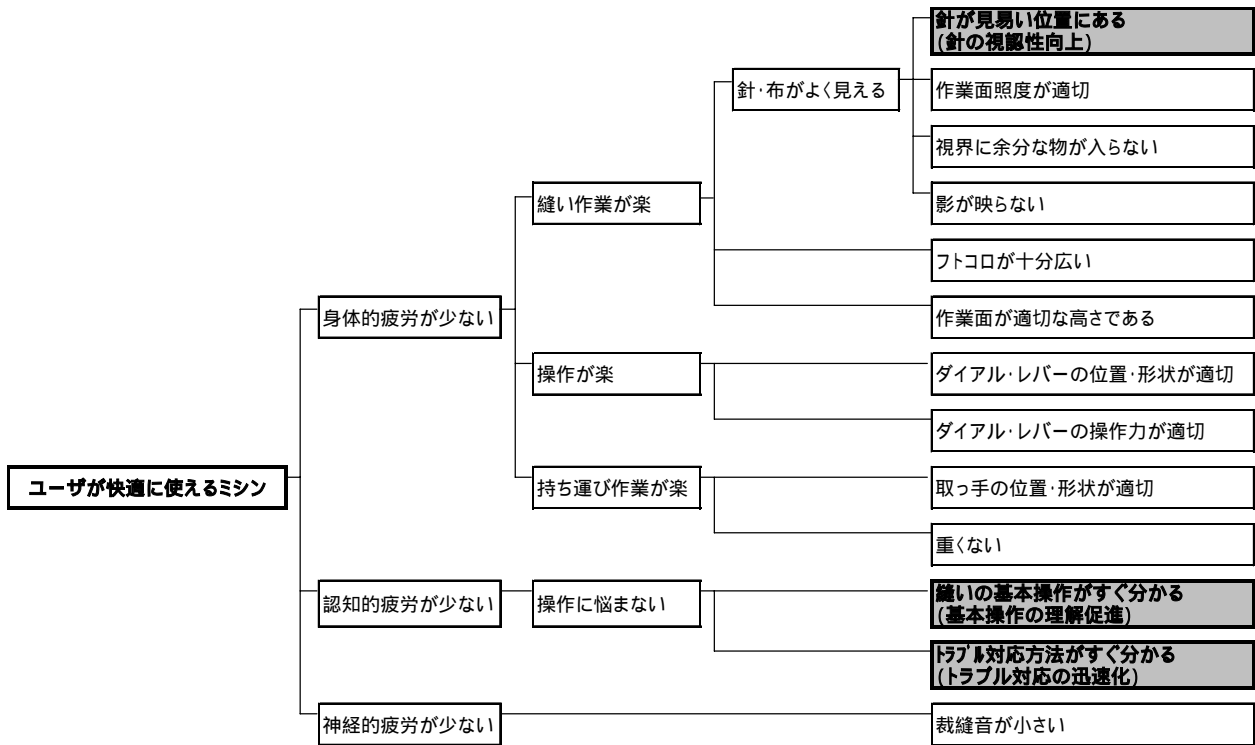 針が見易い位置にある
(針の視認性向上)
針・布がよく見える
作業面照度が適切
視界に余分な物が入らない
縫い作業が楽
影が映らない
フトコロが十分広い
身体的疲労が少ない
作業面が適切な高さである
操作が楽
ダイアル・レバーの位置・形状が適切
ダイアル・レバーの操作力が適切
ユーザが快適に使えるミシン
持ち運び作業が楽
取っ手の位置・形状が適切
重くない
認知的疲労が少ない
操作に悩まない
縫いの基本操作がすぐ分かる
(基本操作の理解促進)
トラブル対応方法がすぐ分かる
(トラブル対応の迅速化)
神経的疲労が少ない
裁縫音が小さい